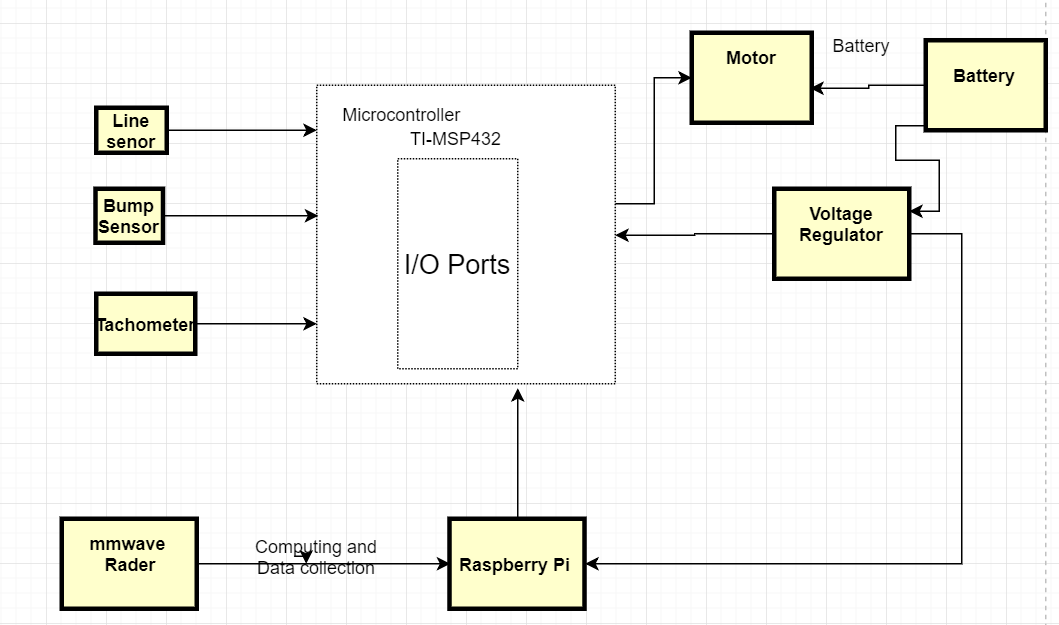 Motor
Battery
Battery
Microcontroller
TI-MSP432
Line
senor
Bump
Sensor
Voltage
Regulator
I/O Ports
Tachometer
mmwave
Rader
Computing and
Data collection
Raspberry Pi